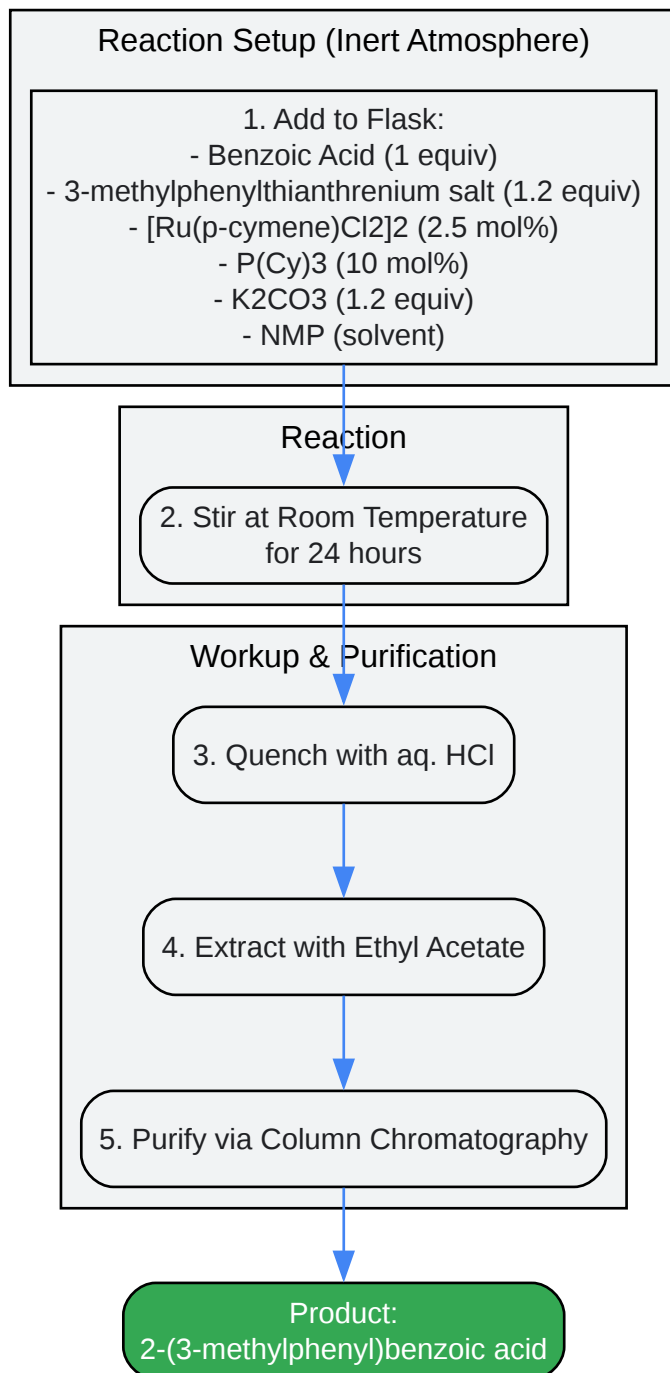 Reaction Setup (Inert Atmosphere)
1. Add to Flask:
- Benzoic Acid (1 equiv)
- 3-methylphenylthianthrenium salt (1.2 equiv)
- [Ru(p-cymene)Cl2]2 (2.5 mol%)
- P(Cy)3 (10 mol%)
- K2CO3 (1.2 equiv)
- NMP (solvent)
Reaction
2. Stir at Room Temperature
for 24 hours
Workup & Purification
3. Quench with aq. HCl
4. Extract with Ethyl Acetate
5. Purify via Column Chromatography
Product:
2-(3-methylphenyl)benzoic acid